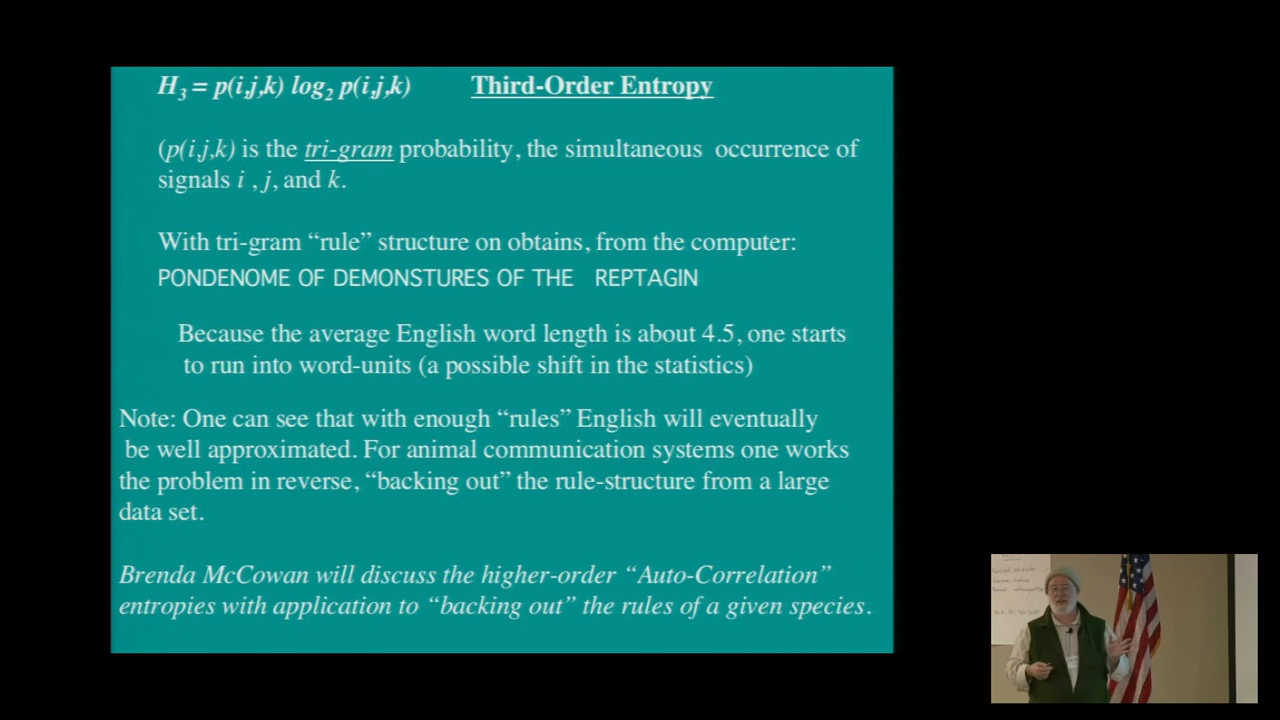 H3 = p(i,j,k) log2 p(i,j,k) Third-Order Entropy
(p(i,j,k) is the tri-gram probability, the simultaneous occurrence of
signals i , j, and k.
With tri-gram “rule” structure on obtains, from the computer:
PONDENOME OF DEMONSTURES OF THE REPTAGIN
Because the average English word length is about 4.5, one starts
to run into word-units (a possible shift in the statistics)
Note: One can see that with enough “rules” English will eventually
be well approximated. For animal communication systems one works
the problem in reverse, “backing out” the rule-structure from a large
data set.
Brenda McCowan will discuss the higher-order “Auto-Correlation”
entropies with application to “backing out” the rules of a given species.